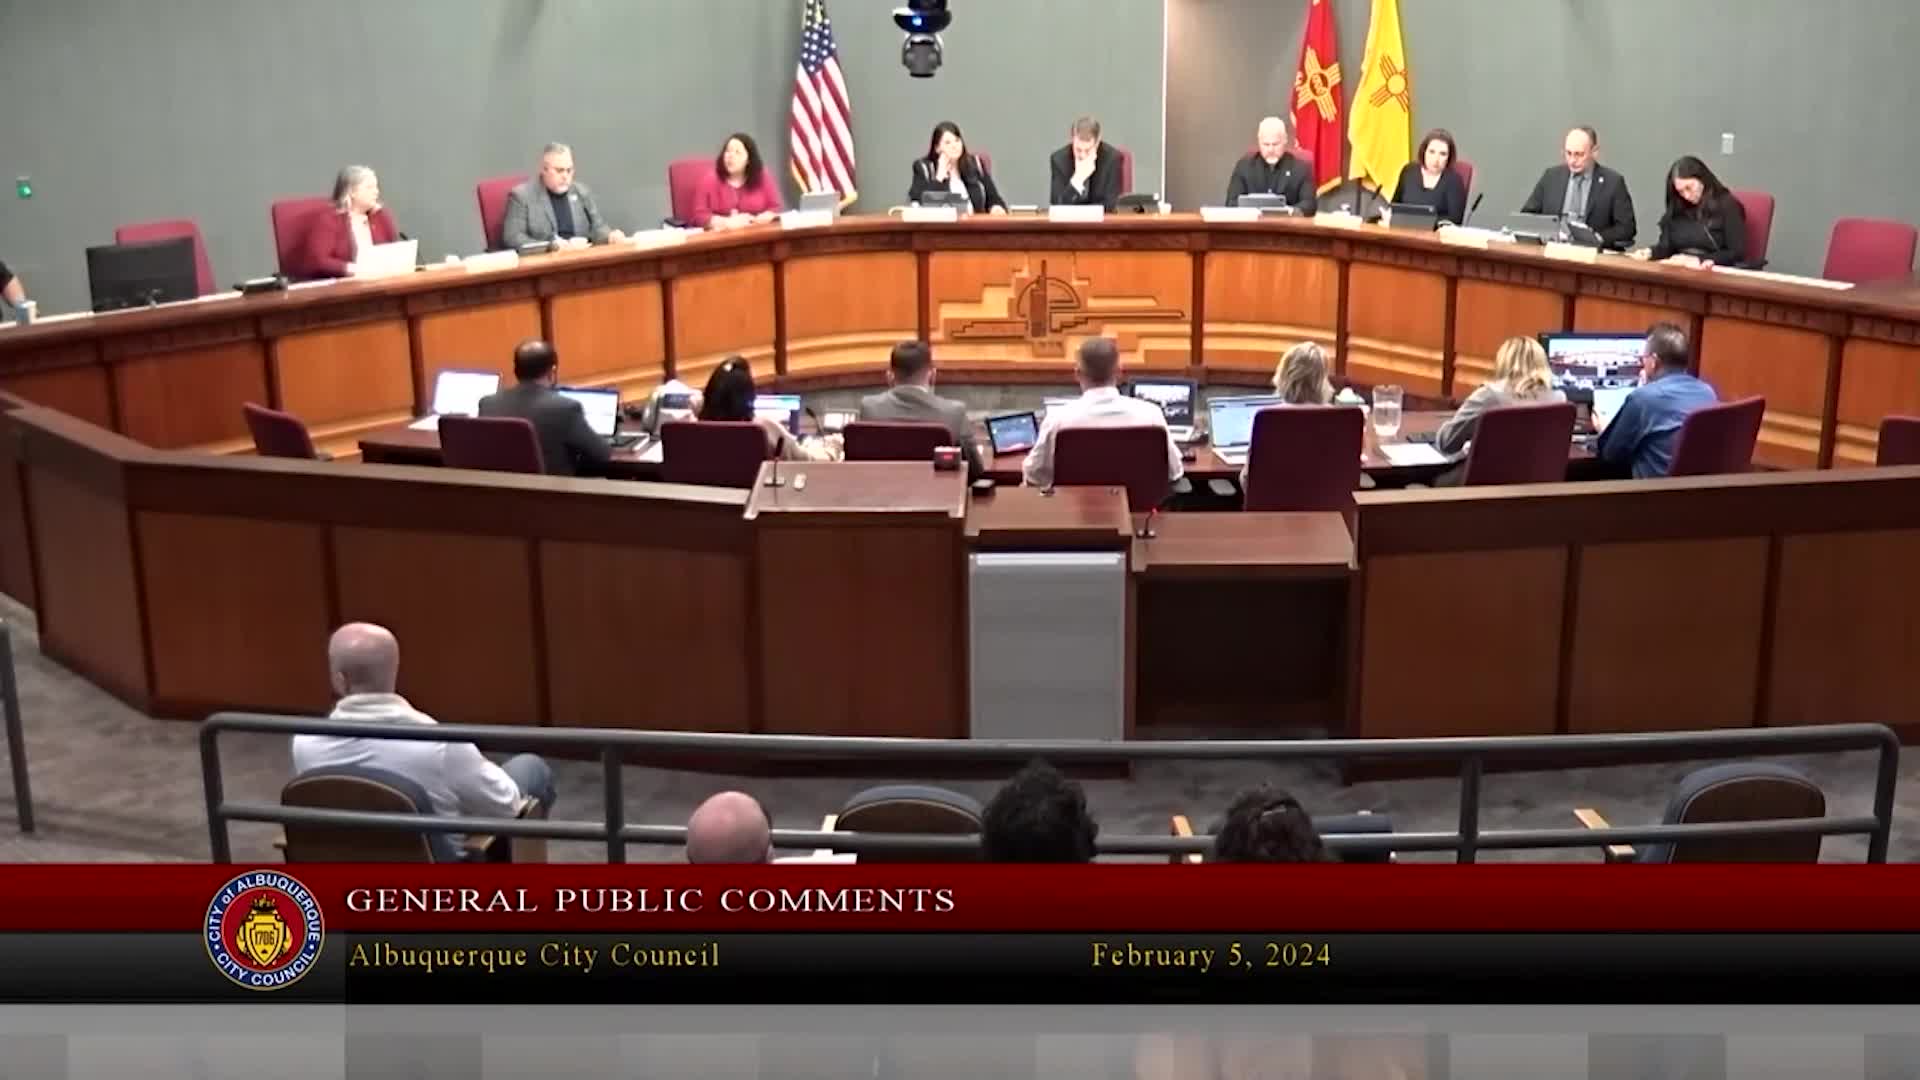 GENERAL PUBLIC COMMENTS
CITY of ALBUQUERQUE
1706
CITY COUNCIL
Albuquerque City Council
February 5, 2024